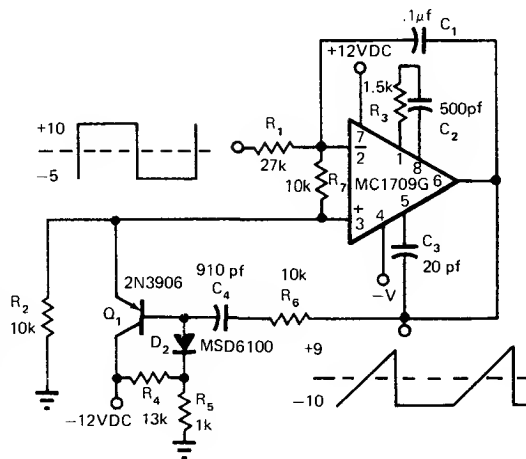 .1μf
C1
+12VDC
1.5k
R3
500pf
C2
+10
−5
R1
27k
7
2
−
1
8
10k
R7
MC1709G
6
+
3
4
5
C3
20 pf
−V
2N3906
910 pf
C4
10k
R6
R2
10k
Q1
D2
MSD6100
+9
−10
R4
13k
R5
1k
−12VDC